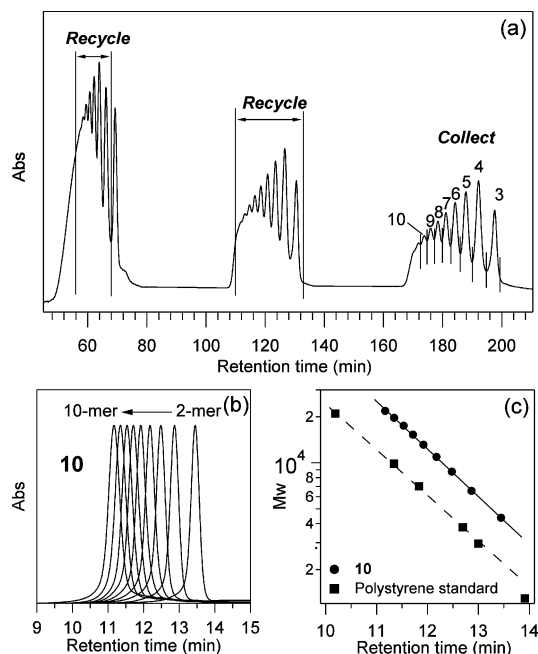 (a)
Recycle
Recycle
Collect
10 9 8 7 6 5 4 3
Abs
60 80 100 120 140 160 180 200
Retention time (min)
(b)
10-mer 2-mer
10
Abs
9 10 11 12 13 14 15
Retention time (min)
(c)
2
10^4
8
6
4
2
Mw
10
Polystyrene standard
10 11 12 13 14
Retention time (min)